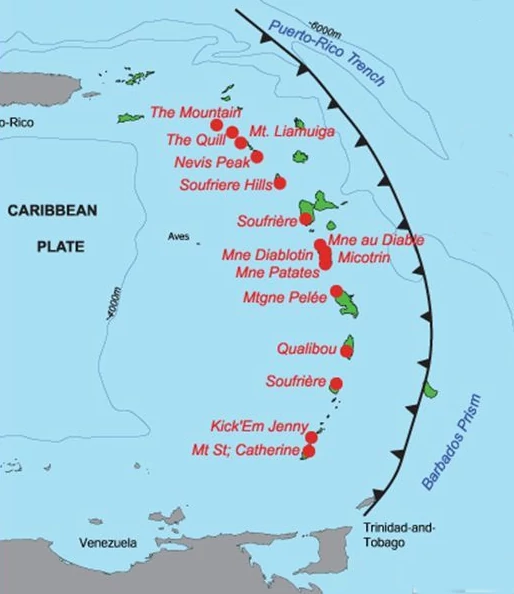 -6000m
Puerto-Rico Trench
The Mountain
o-Rico
Mt. Liamuiga
The Quill
Nevis Peak
Soufriere Hills
CARIBBEAN
PLATE
Soufrière
Aves
Mne au Diable
Mne Diablotin
Micotrin
Mne Patates
-4000m
Mtgne Pelée
Qualibou
Soufrière
Barbados Prism
Kick'Em Jenny
Mt St; Catherine
Trinidad-and-
Tobago
Venezuela